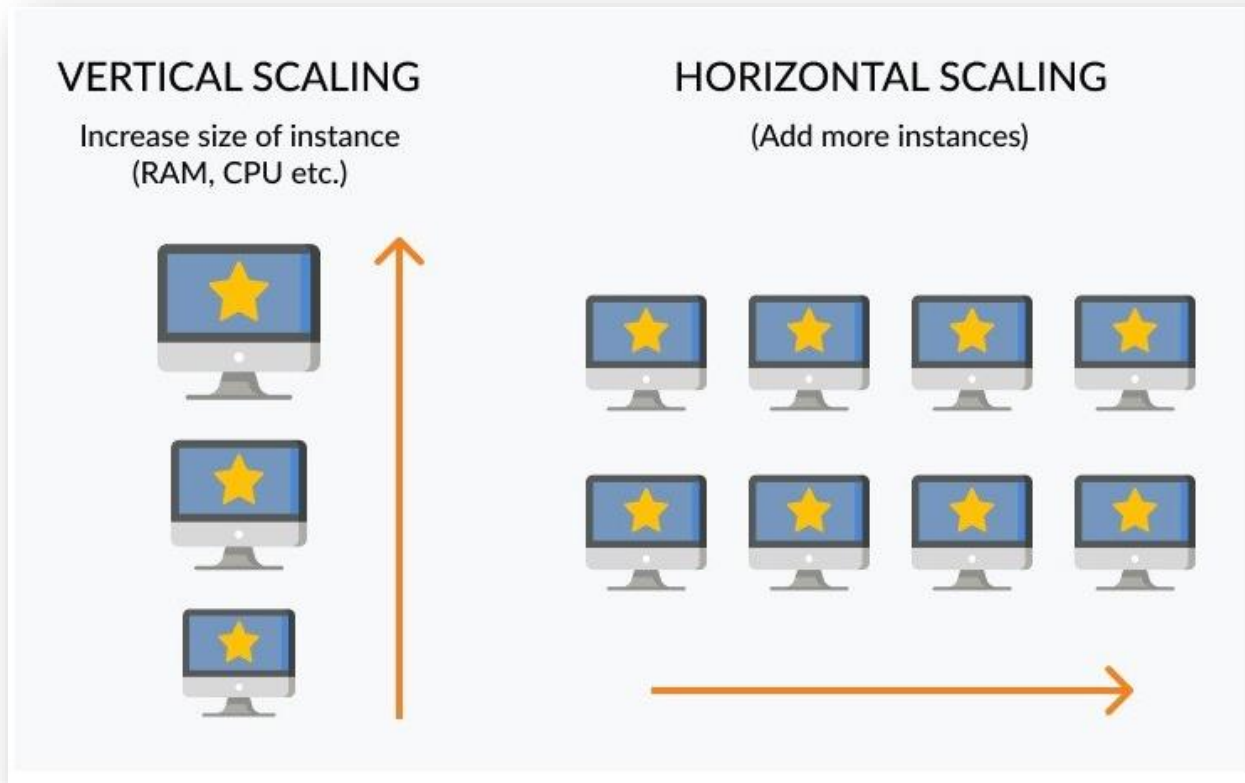 VERTICAL SCALING
Increase size of instance
(RAM, CPU etc.)
HORIZONTAL SCALING
(Add more instances)